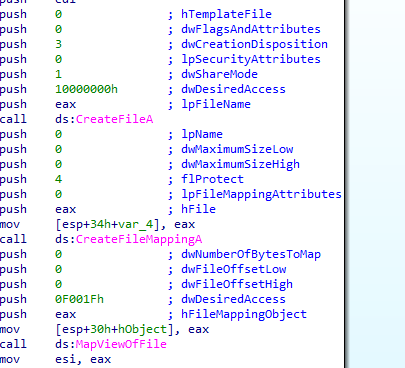 push edi
push 0 ; hTemplateFile
push 0 ; dwFlagsAndAttributes
push 3 ; dwCreationDisposition
push 0 ; lpSecurityAttributes
push 1 ; dwShareMode
push 10000000h ; dwDesiredAccess
push eax ; lpFileName
call ds:CreateFileA
push 0 ; lpName
push 0 ; dwMaximumSizeLow
push 0 ; dwMaximumSizeHigh
push 4 ; flProtect
push 0 ; lpFileMappingAttributes
push eax ; hFile
mov [esp+34h+var_4], eax
call ds:CreateFileMappingA
push 0 ; dwNumberOfBytesToMap
push 0 ; dwFileOffsetLow
push 0 ; dwFileOffsetHigh
push 0F001Fh ; dwDesiredAccess
push eax ; hFileMappingObject
mov [esp+30h+hObject], eax
call ds:MapViewOfFile
mov esi, eax